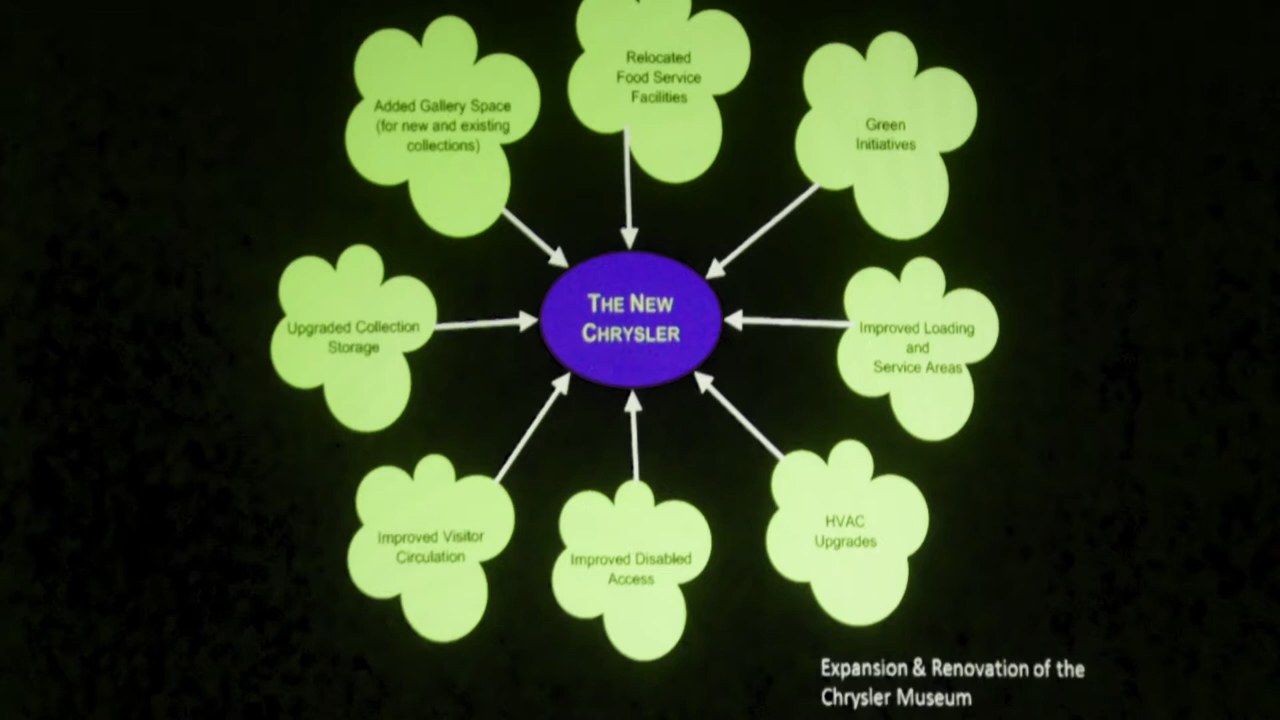 Relocated
Food Service
Facilities
Added Gallery Space
(for new and existing
collections)
Green
Initiatives
THE NEW
CHRYSLER
Upgraded Collection
Storage
Improved Loading
and
Service Areas
Improved Visitor
Circulation
Improved Disabled
Access
HVAC
Upgrades
Expansion & Renovation of the
Chrysler Museum